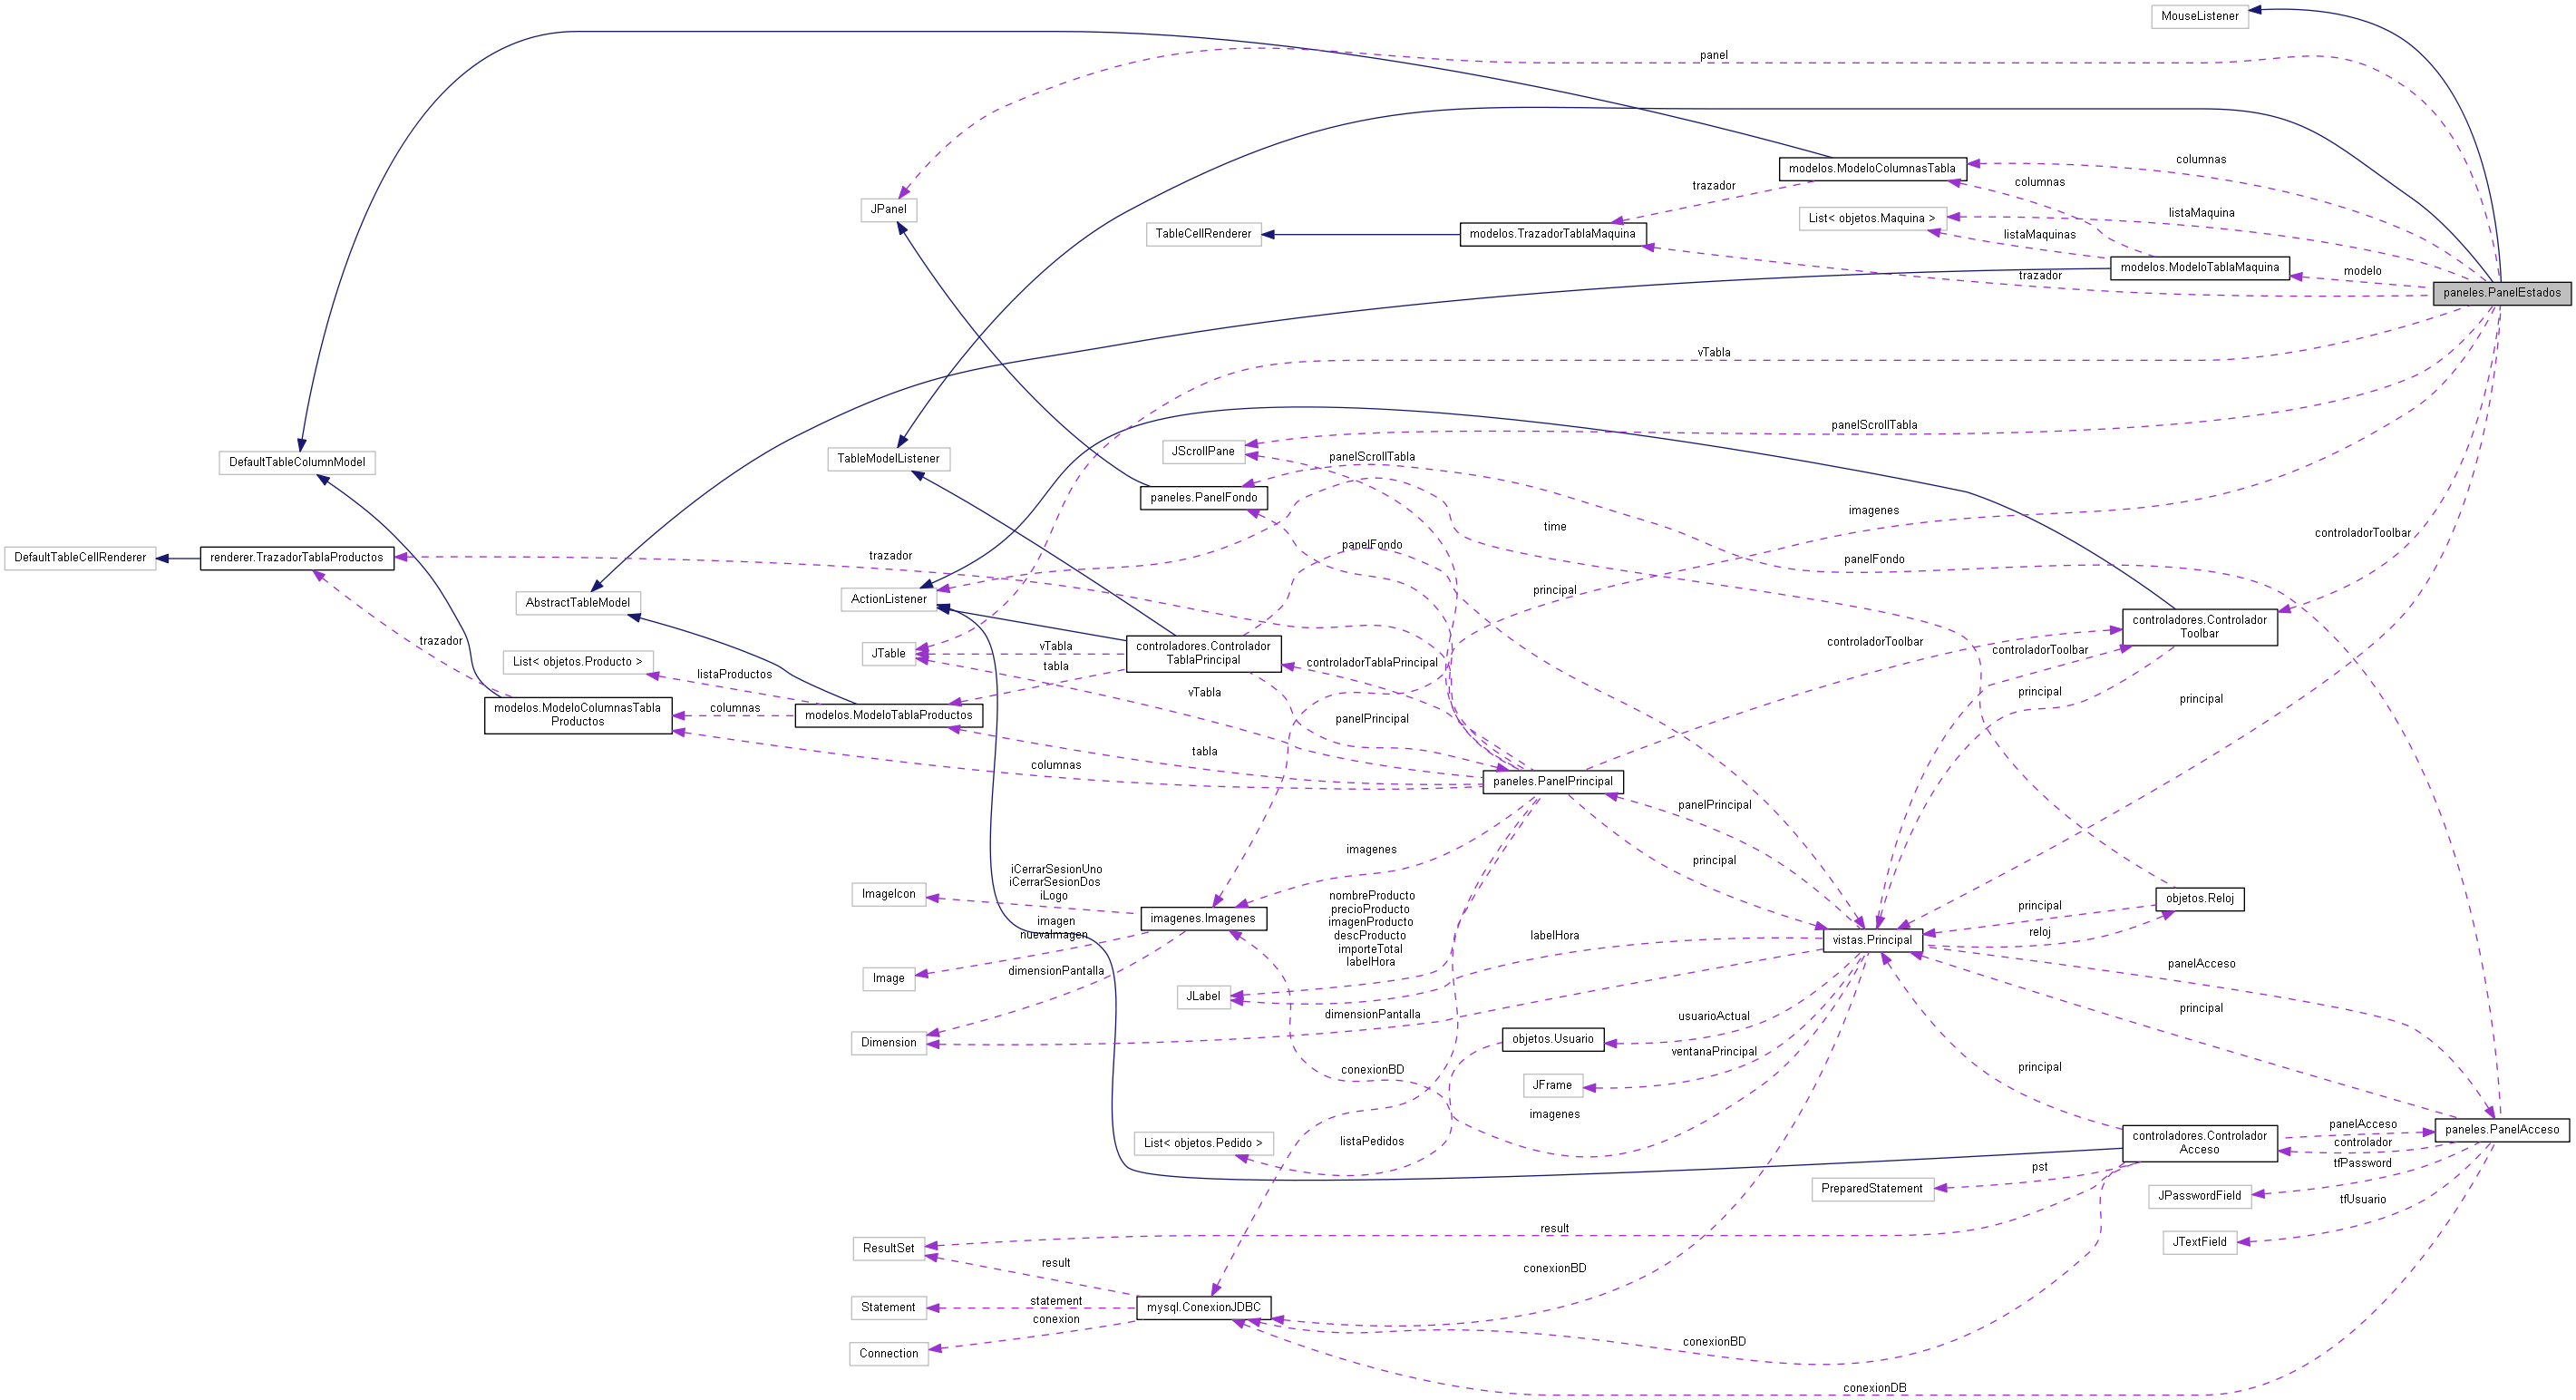 MouseListener
panel
columnas
modelos.ModeloColumnasTabla
trazador
columnas
JPanel
List< objetos.Maquina >
listaMaquina
TableCellRenderer
modelos.TrazadorTablaMaquina
listaMaquinas
modelos.ModeloTablaMaquina
trazador
modelo
paneles.PanelEstados
vTabla
panelScrollTabla
DefaultTableColumnModel
TableModelListener
JScrollPane
panelScrollTabla
paneles.PanelFondo
imagenes
time
controladorToolbar
panelFondo
panelFondo
DefaultTableCellRenderer
renderer.TrazadorTablaProductos
trazador
principal
AbstractTableModel
ActionListener
controladores.Controlador
Toolbar
trazador
JTable
vTabla
controladores.Controlador
TablaPrincipal
controladorToolbar
controladorToolbar
List< objetos.Producto >
tabla
controladorTablaPrincipal
listaProductos
vTabla
principal
principal
modelos.ModeloColumnasTabla
Productos
columnas
modelos.ModeloTablaProductos
panelPrincipal
tabla
columnas
paneles.PanelPrincipal
panelPrincipal
imagenes
principal
iCerrarSesionUno
iCerrarSesionDos
iLogo
ImageIcon
nombreProducto
precioProducto
imagenProducto
descProducto
importeTotal
labelHora
objetos.Reloj
principal
imagenes.Imagenes
imagen
nuevaImagen
labelHora
vistas.Principal
reloj
Image
dimensionPantalla
panelAcceso
JLabel
principal
dimensionPantalla
usuarioActual
Dimension
objetos.Usuario
ventanaPrincipal
conexionBD
principal
JFrame
imagenes
panelAcceso
paneles.PanelAcceso
List< objetos.Pedido >
listaPedidos
controladores.Controlador
Acceso
controlador
tfPassword
pst
PreparedStatement
JPasswordField
tfUsuario
result
JTextField
ResultSet
result
conexionBD
statement
Statement
mysql.ConexionJDBC
conexion
conexionBD
Connection
conexionDB